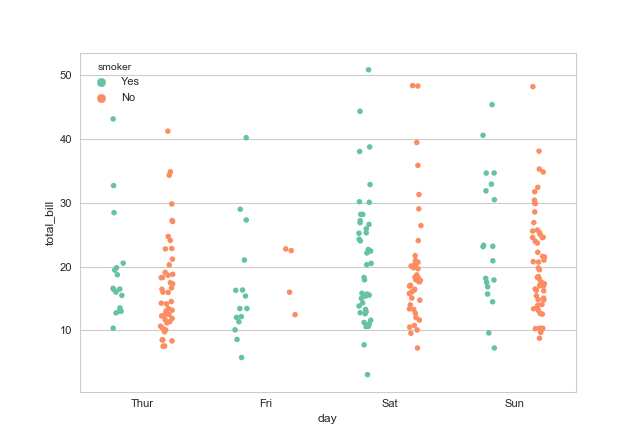 smoker
Yes
No
50
40
30
20
10
total_bill
Thur Fri Sat Sun
day